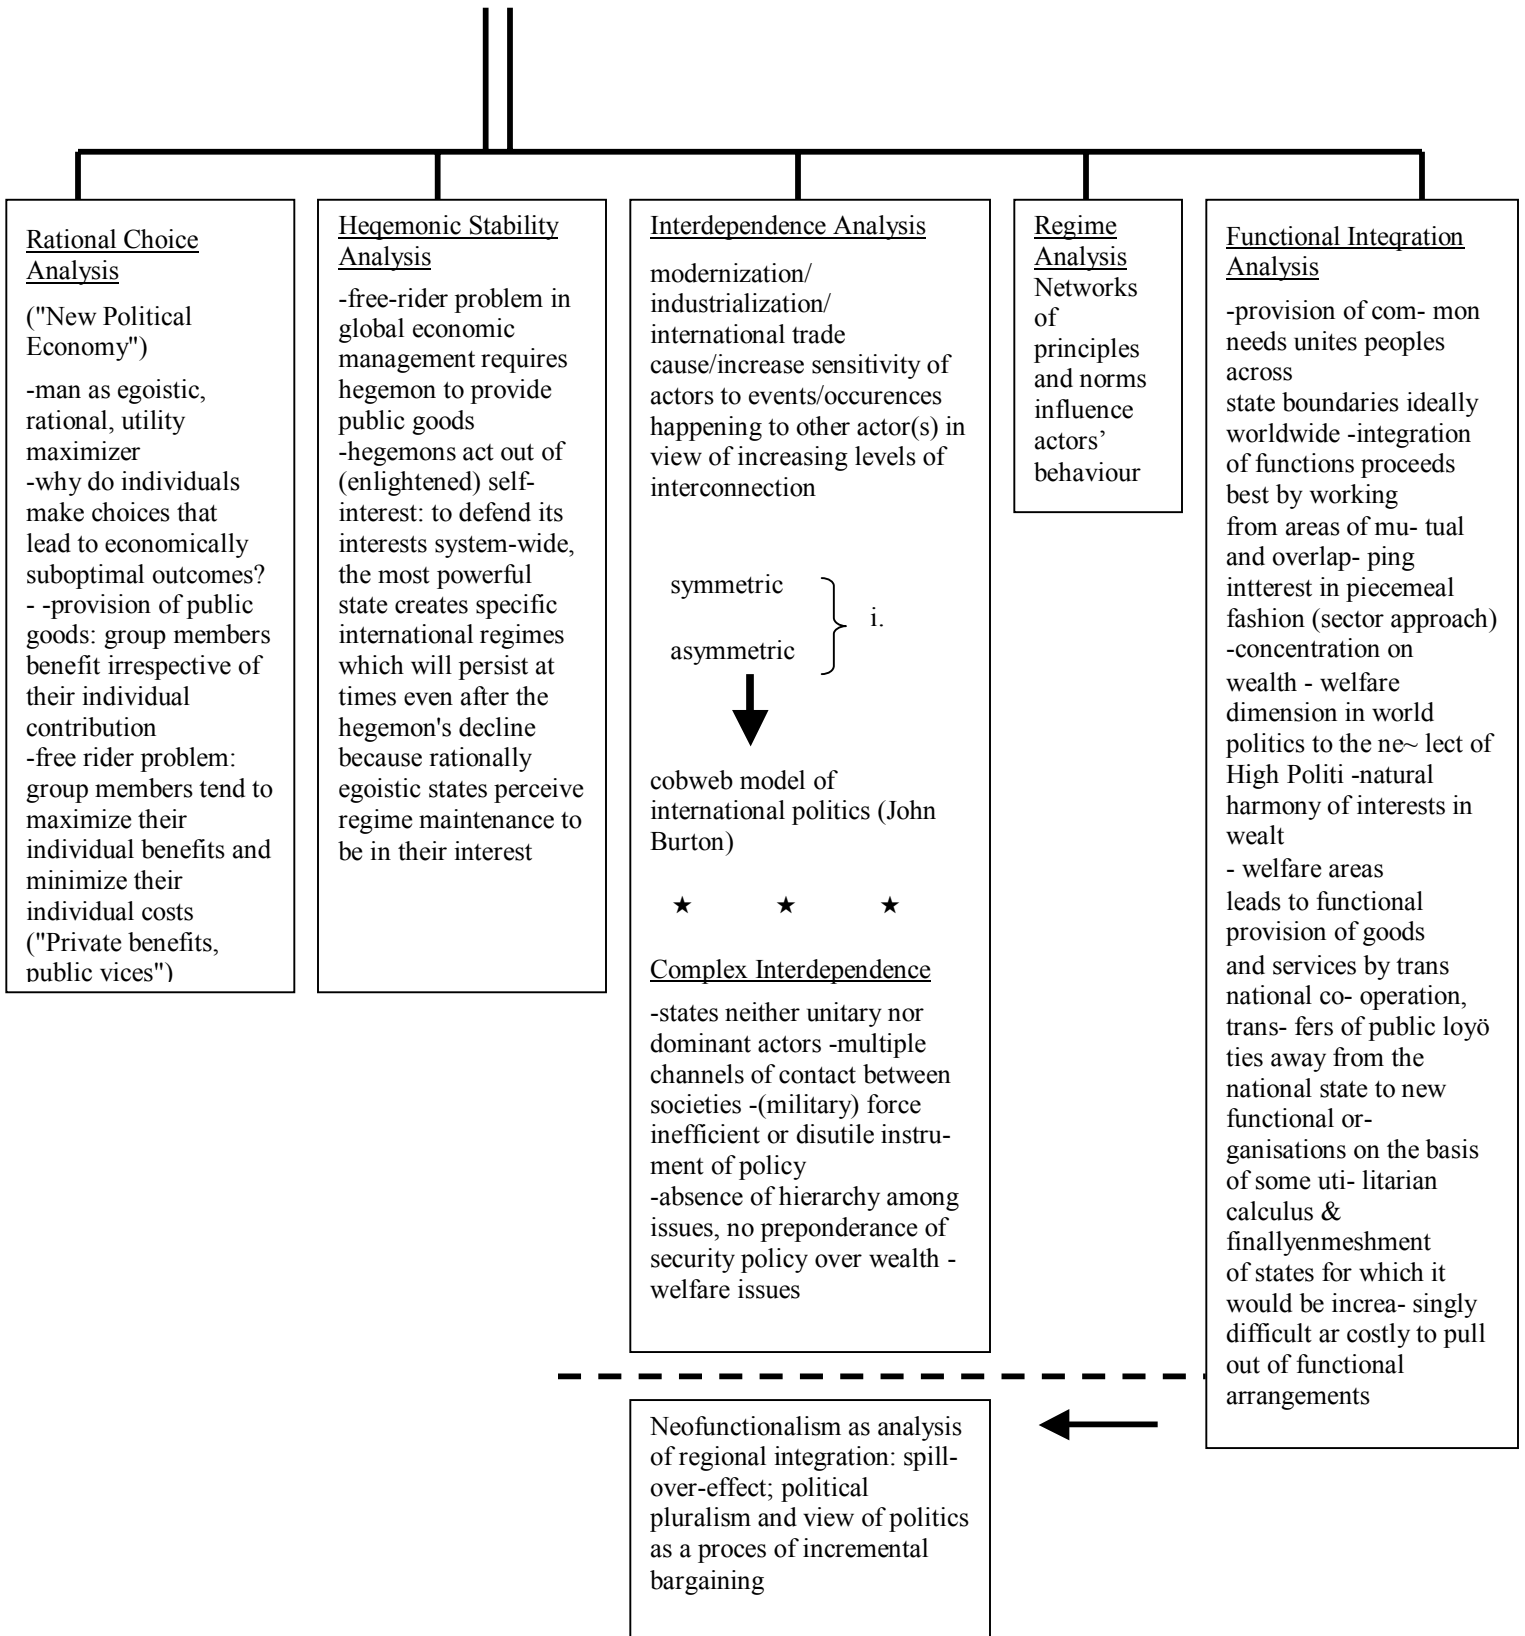 Rational Choice
Analysis
("New Political
Economy")
-man as egoistic,
rational, utility
maximizer
-why do individuals
make choices that
lead to economically
suboptimal outcomes?
- -provision of public
goods: group members
benefit irrespective of
their individual
contribution
-free rider problem:
group members tend to
maximize their
individual benefits and
minimize their
individual costs
("Private benefits,
public vices")
Heqemonic Stability
Analysis
-free-rider problem in
global economic
management requires
hegemon to provide
public goods
-hegemons act out of
(enlightened) self-
interest: to defend its
interests system-wide,
the most powerful
state creates specific
international regimes
which will persist at
times even after the
hegemon's decline
because rationally
egoistic states perceive
regime maintenance to
be in their interest
Interdependence Analysis
modernization/
industrialization/
international trade
cause/increase sensitivity of
actors to events/occurences
happening to other actor(s) in
view of increasing levels of
interconnection
symmetric
i.
asymmetric
cobweb model of
international politics (John
Burton)
★ ★ ★
Complex Interdependence
-states neither unitary nor
dominant actors -multiple
channels of contact between
societies -(military) force
inefficient or disutile instru-
ment of policy
-absence of hierarchy among
issues, no preponderance of
security policy over wealth -
welfare issues
Regime
Analysis
Networks
of
principles
and norms
influence
actors’
behaviour
Functional Inteqration
Analysis
-provision of com- mon
needs unites peoples
across
state boundaries ideally
worldwide -integration
of functions proceeds
best by working
from areas of mu- tual
and overlap- ping
intterest in piecemeal
fashion (sector approach)
-concentration on
wealth - welfare
dimension in world
politics to the ne~ lect of
High Politi -natural
harmony of interests in
wealt
- welfare areas
leads to functional
provision of goods
and services by trans
national co- operation,
trans- fers of public loyö
ties away from the
national state to new
functional or-
ganisations on the basis
of some uti- litarian
calculus &
finallyenmeshment
of states for which it
would be increa- singly
difficult ar costly to pull
out of functional
arrangements
Neofunctionalism as analysis
of regional integration: spill-
over-effect; political
pluralism and view of politics
as a proces of incremental
bargaining